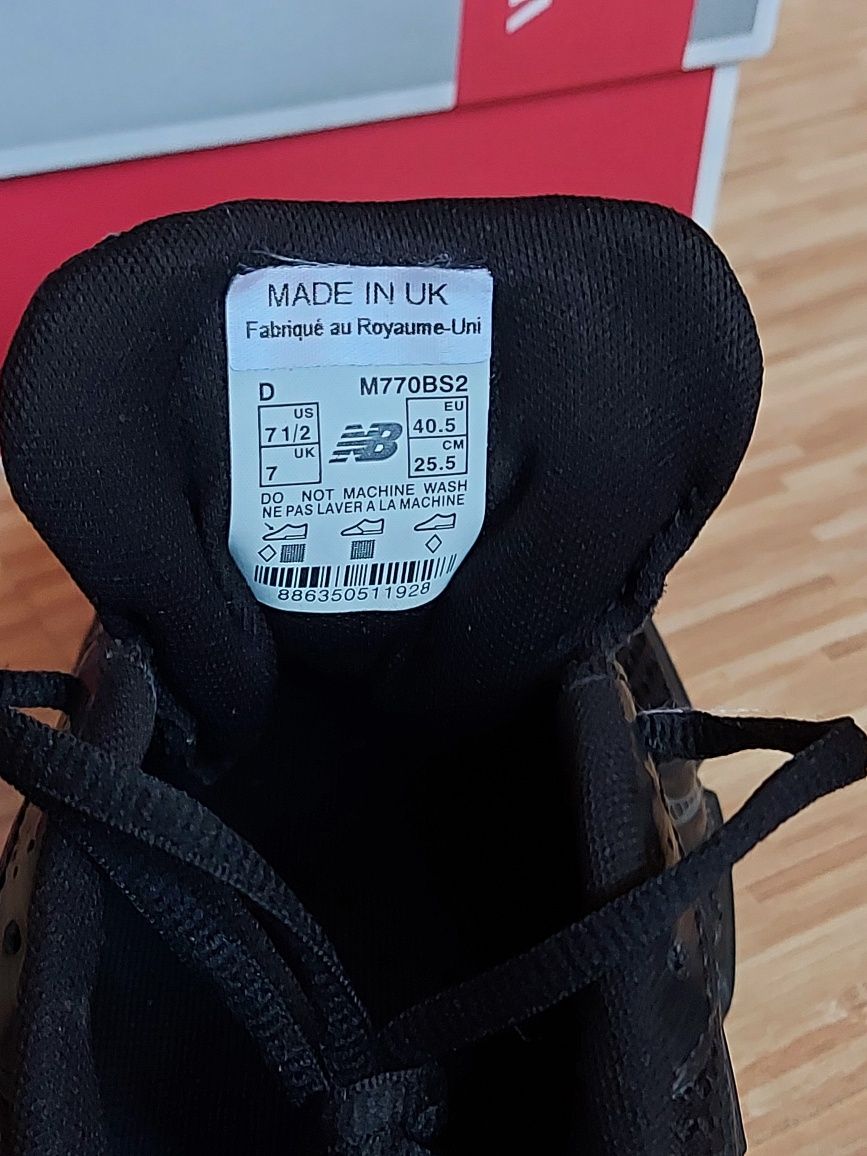 MADE IN UK
Fabriqué au Royaume-Uni
D M770BS2
US
7 1/2
UK
7
NB
EU
40.5
CM
25.5
DO NOT MACHINE WASH
NE PAS LAVER A LA MACHINE
886350511928